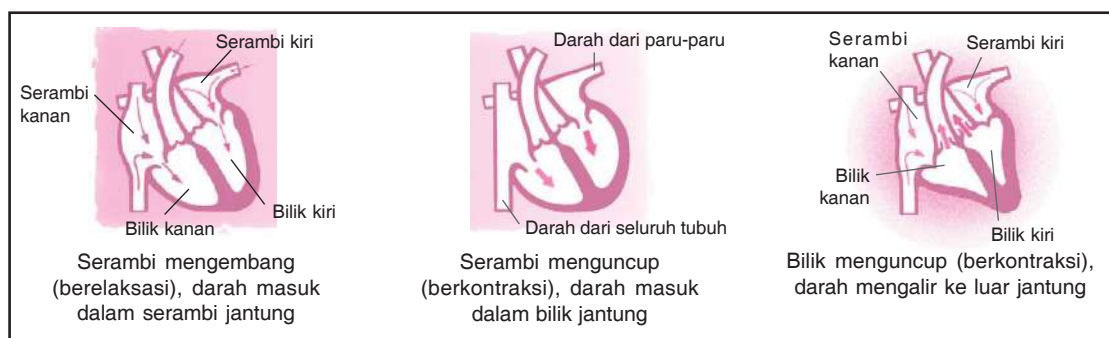 Serambi kiri
Serambi
kanan
Bilik kiri
Bilik kanan
Serambi mengembang
(berelaksasi), darah masuk
dalam serambi jantung
Darah dari paru-paru
Darah dari seluruh tubuh
Serambi menguncup
(berkontraksi), darah masuk
dalam bilik jantung
Serambi
kanan
Serambi kiri
Bilik
kanan
Bilik kiri
Bilik menguncup (berkontraksi),
darah mengalir ke luar jantung